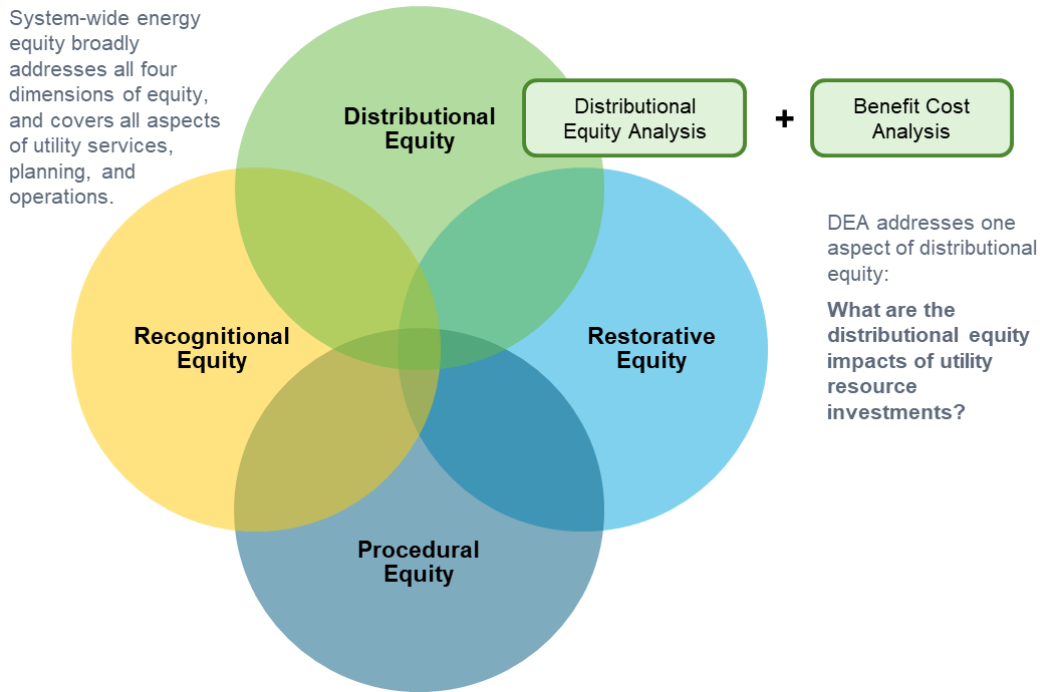 System-wide energy
equity broadly
addresses all four
dimensions of equity,
and covers all aspects
of utility services,
planning, and
operations.
Distributional
Equity
Distributional
Equity Analysis
+
Benefit Cost
Analysis
DEA addresses one
aspect of distributional
equity:
What are the
distributional equity
impacts of utility
resource
investments?
Recognitional
Equity
Restorative
Equity
Procedural
Equity